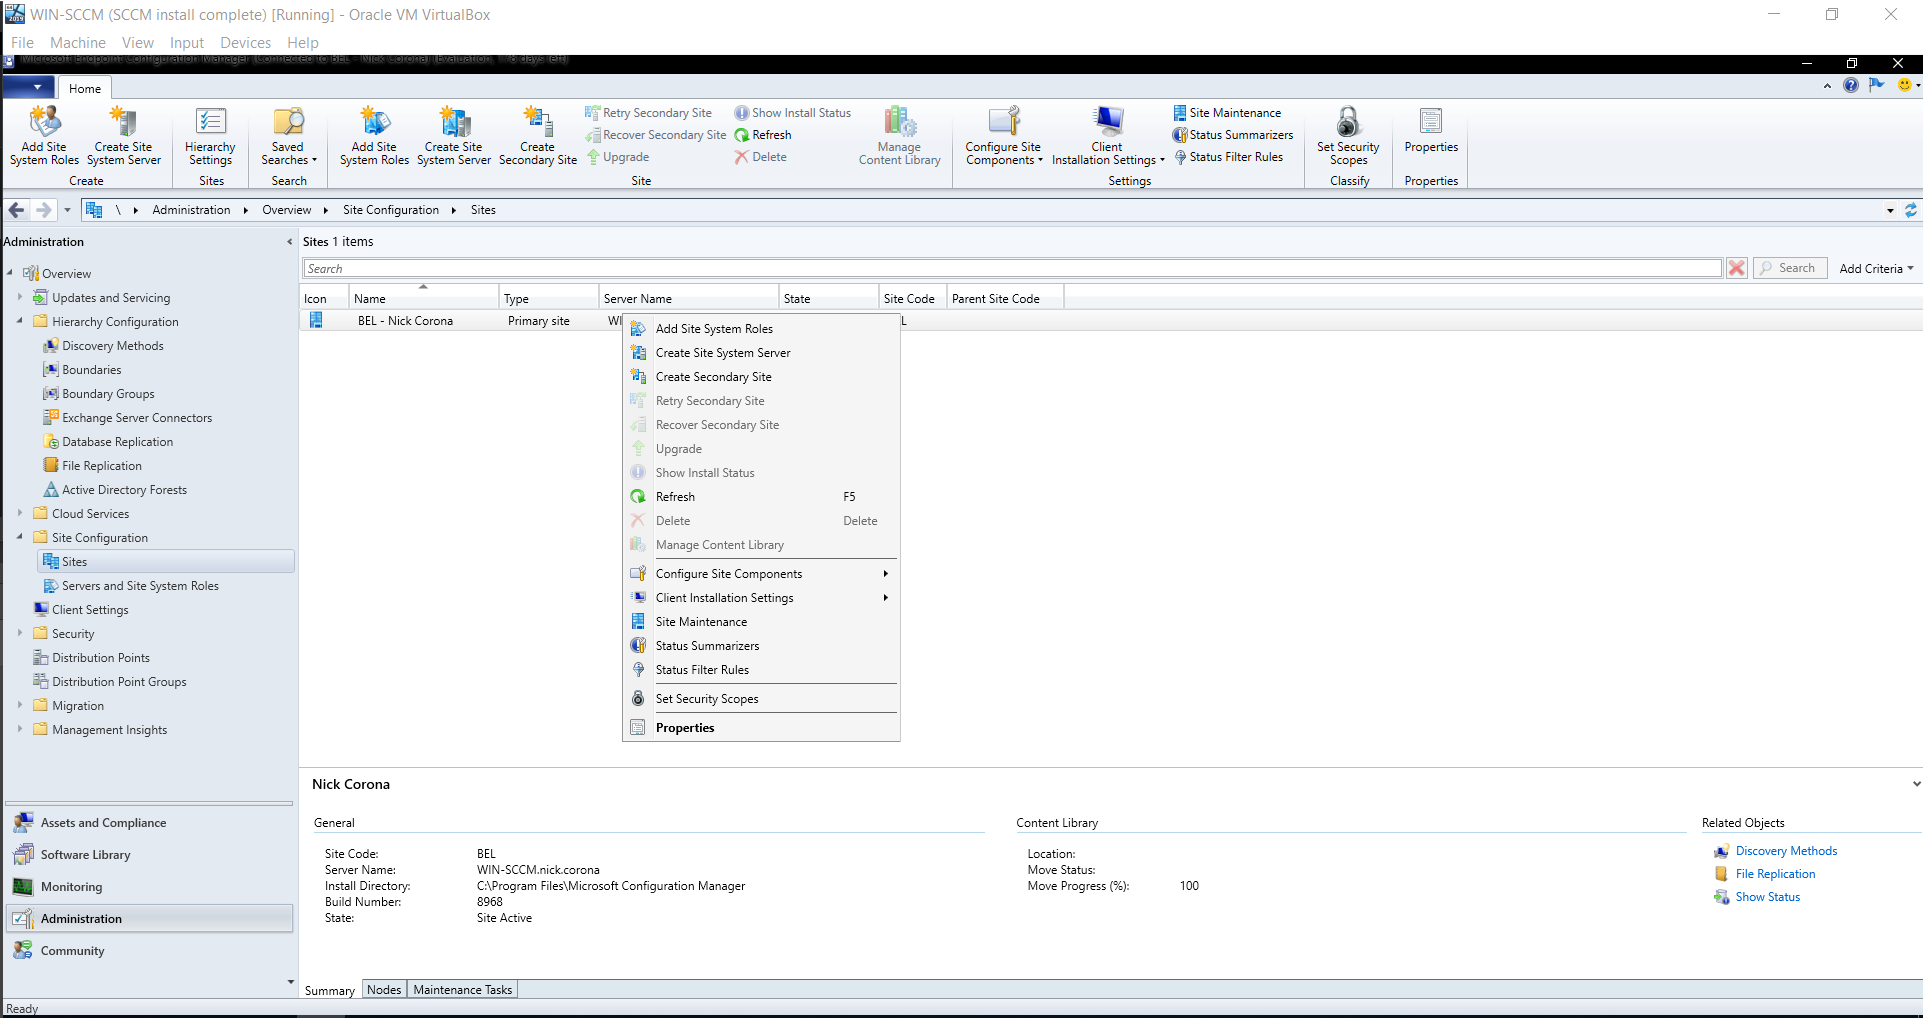 WIN-SCCM (SCCM install complete) [Running] - Oracle VM VirtualBox
File Machine View Input Devices Help
Microsoft Endpoint Configuration Manager (Connected to BEL - Nick Corona) (Evaluation, 178 days left)
Home
Add Site System Roles
Create Site System Server
Create
Hierarchy Settings
Sites
Saved Searches
Search
Add Site System Roles
Create Site System Server
Create Secondary Site
Retry Secondary Site
Recover Secondary Site
Upgrade
Show Install Status
Refresh
Delete
Manage Content Library
Site
Configure Site Components
Client Installation Settings
Site Maintenance
Status Summarizers
Status Filter Rules
Settings
Set Security Scopes
Classify
Properties
Properties
\ Administration Overview Site Configuration Sites
Administration
Overview
Updates and Servicing
Hierarchy Configuration
Discovery Methods
Boundaries
Boundary Groups
Exchange Server Connectors
Database Replication
File Replication
Active Directory Forests
Cloud Services
Site Configuration
Sites
Servers and Site System Roles
Client Settings
Security
Distribution Points
Distribution Point Groups
Migration
Management Insights
Assets and Compliance
Software Library
Monitoring
Administration
Community
Sites 1 items
Search Search Add Criteria
Icon Name Type Server Name State Site Code Parent Site Code
BEL - Nick Corona Primary site
Add Site System Roles
Create Site System Server
Create Secondary Site
Retry Secondary Site
Recover Secondary Site
Upgrade
Show Install Status
Refresh F5
Delete Delete
Manage Content Library
Configure Site Components
Client Installation Settings
Site Maintenance
Status Summarizers
Status Filter Rules
Set Security Scopes
Properties
Nick Corona
General
Site Code: BEL
Server Name: WIN-SCCM.nick.corona
Install Directory: C:\Program Files\Microsoft Configuration Manager
Build Number: 8968
State: Site Active
Content Library
Location:
Move Status:
Move Progress (%): 100
Related Objects
Discovery Methods
File Replication
Show Status
Summary Nodes Maintenance Tasks
Ready